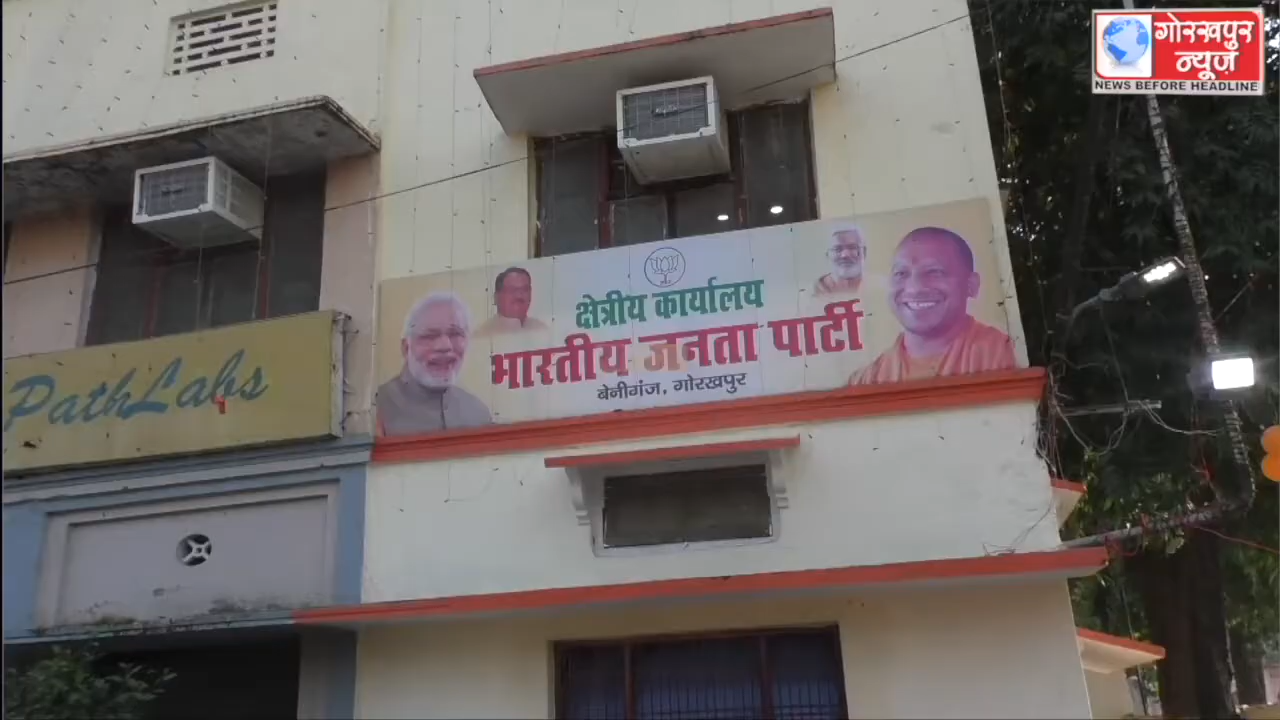 गोरखपुर
न्यूज़
NEWS BEFORE HEADLINE
क्षेत्रीय कार्यालय
भारतीय जनता पार्टी
बेनीगंज, गोरखपुर
PathLabs